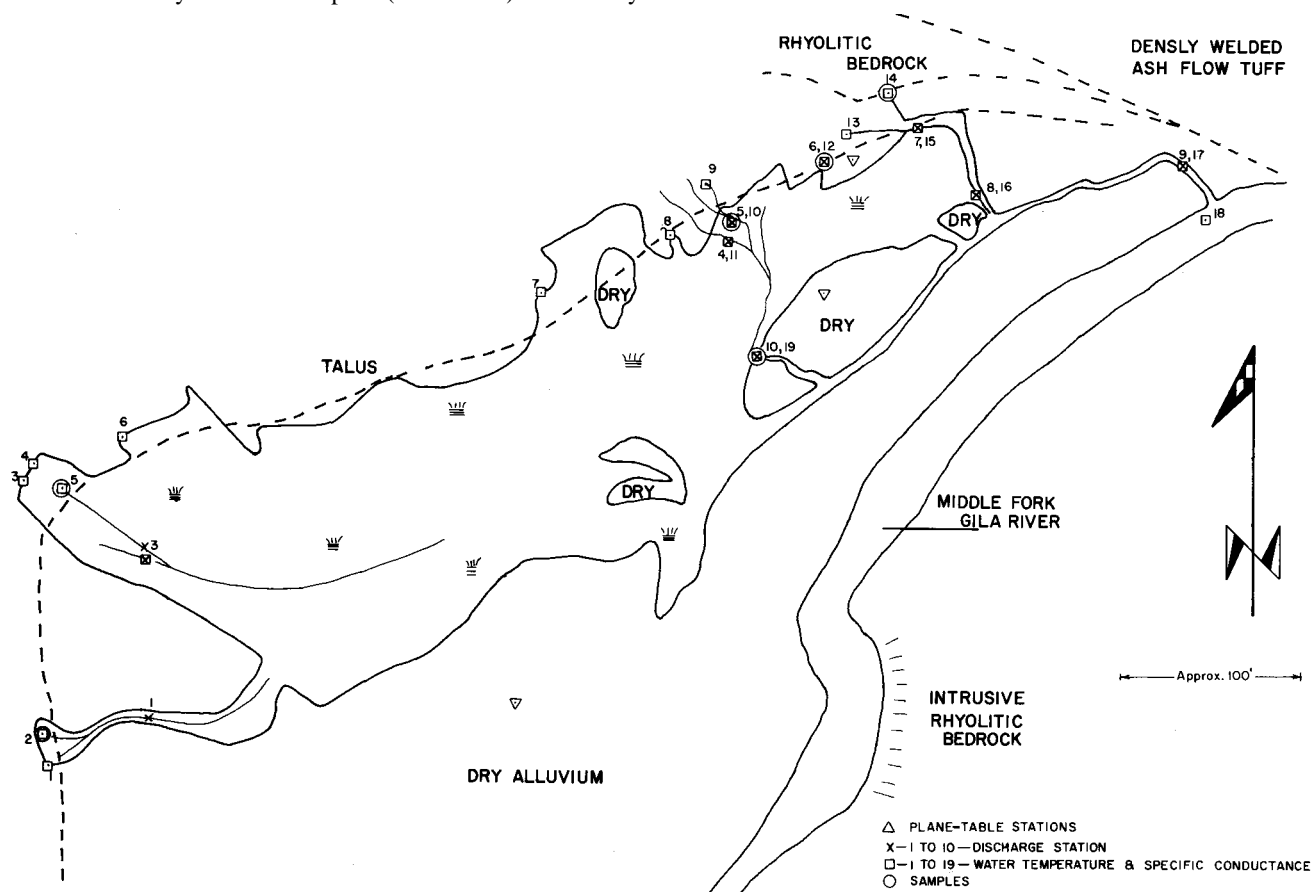 RHYOLITIC
BEDROCK
DENSLY WELDED
ASH FLOW TUFF
14
13
7,15
6,12
9
9,17
8,16
5,10
DRY
18
8
4,11
7
DRY
DRY
10,19
TALUS
6
4
3
5
DRY
MIDDLE FORK
GILA RIVER
3
N
Approx. 100'
INTRUSIVE
RHYOLITIC
BEDROCK
1
2
DRY ALLUVIUM
△ PLANE-TABLE STATIONS
X—1 TO 10—DISCHARGE STATION
□—1 TO 19—WATER TEMPERATURE & SPECIFIC CONDUCTANCE
○ SAMPLES